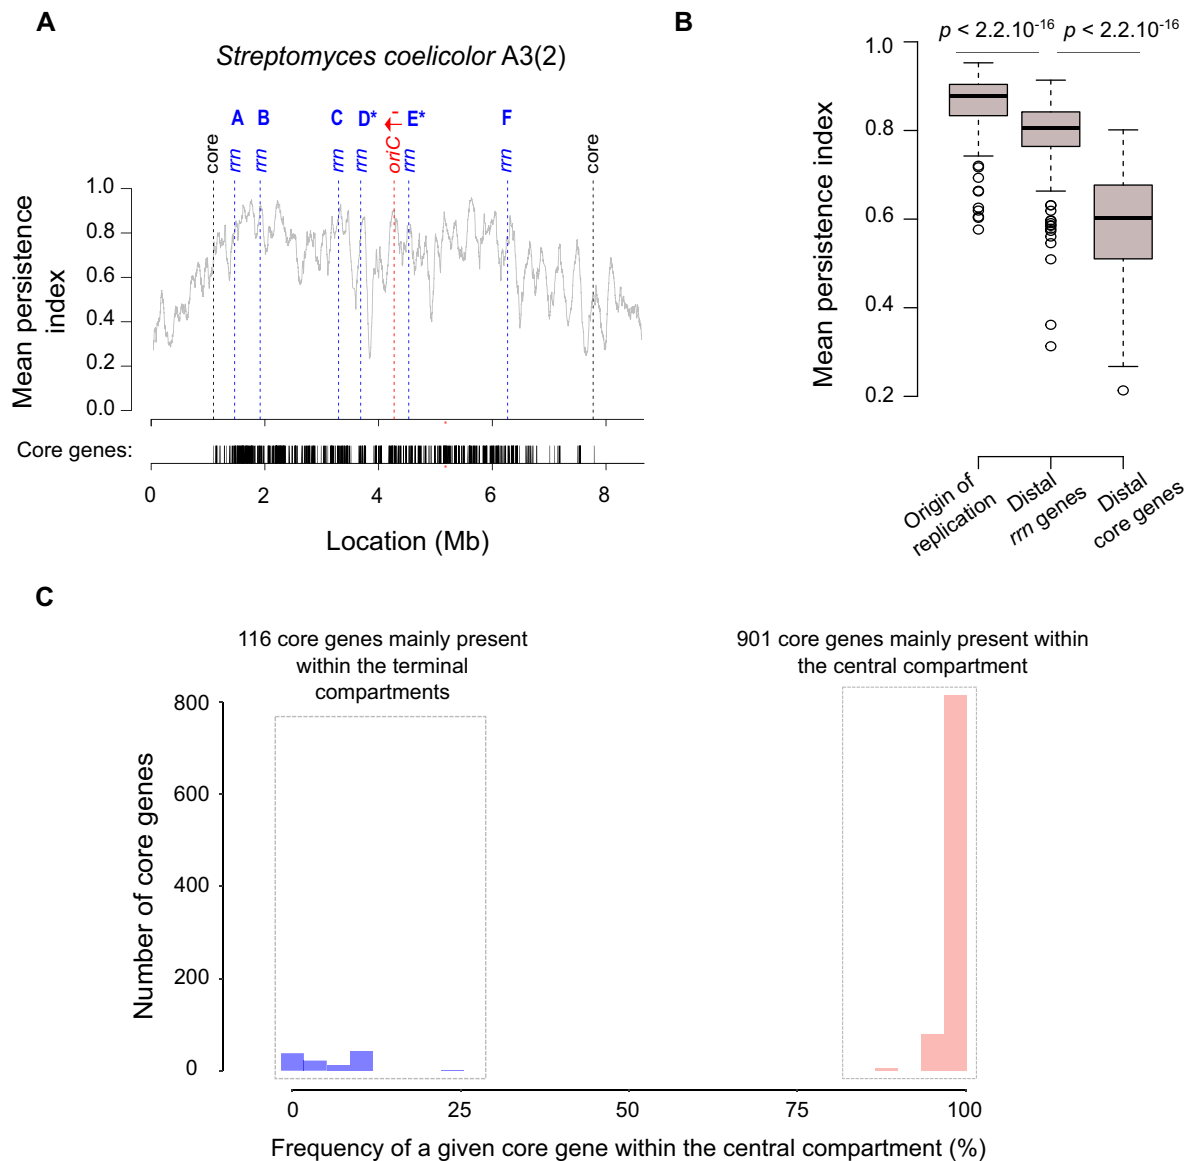 A
Streptomyces coelicolor A3(2)
A B C D* E* F
core rrn rrn rrn rrn oriC rrn rrn core
Mean persistence
index
1.0
0.8
0.6
0.4
0.2
0.0
Core genes:
0 2 4 6 8
Location (Mb)
B
p < 2.2.10-16 p < 2.2.10-16
Mean persistence index
1.0
0.8
0.6
0.4
0.2
Origin of
replication
Distal
rrn genes
Distal
core genes
C
116 core genes mainly present
within the terminal
compartments
901 core genes mainly present within
the central compartment
Number of core genes
800
600
400
200
0
0 25 50 75 100
Frequency of a given core gene within the central compartment (%)